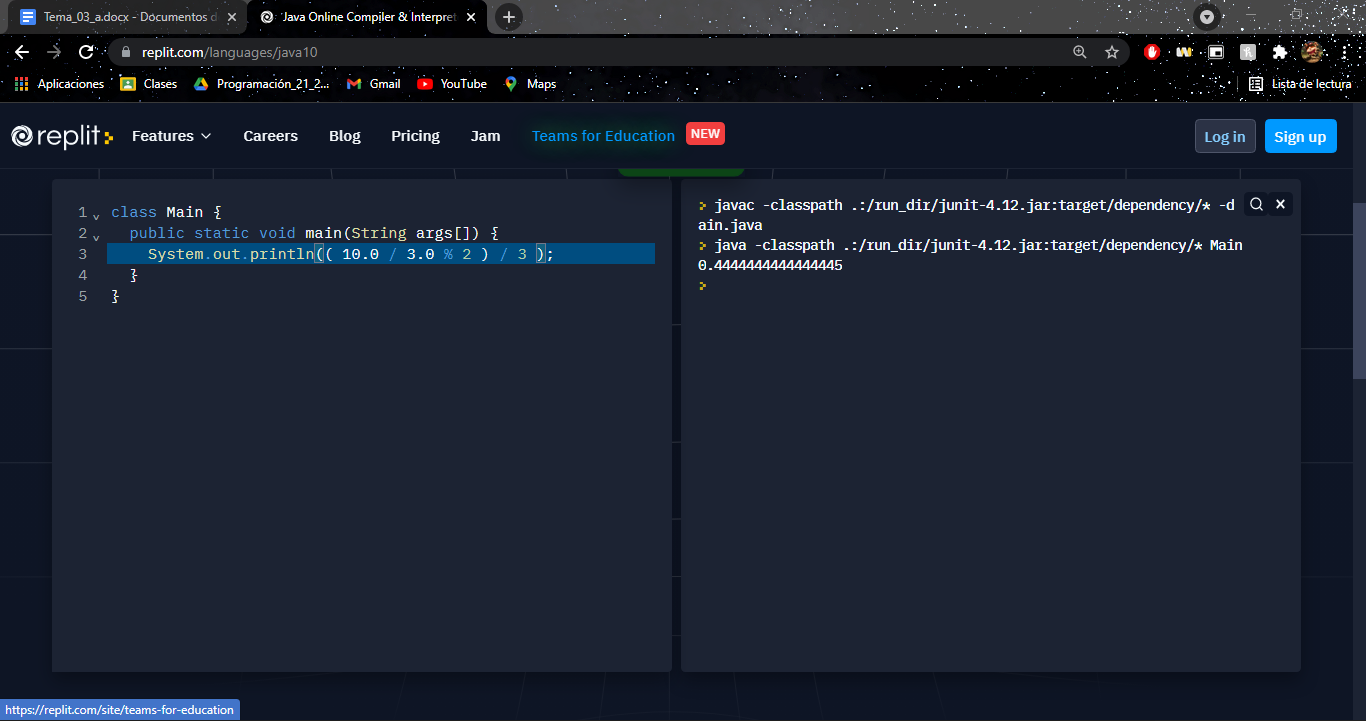 Tema_03_a.docx - Documentos d
Java Online Compiler & Interpret
replit.com/languages/java10
Aplicaciones
Clases
Programación_21_2...
Gmail
YouTube
Maps
Lista de lectura
replit
Features
Careers
Blog
Pricing
Jam
Teams for Education
NEW
Log in
Sign up
1 class Main {
2 public static void main(String args[]) {
3 System.out.println(( 10.0 / 3.0 % 2 ) / 3 );
4 }
5 }
> javac -classpath .:/run_dir/junit-4.12.jar:target/dependency/* -d
ain.java
> java -classpath .:/run_dir/junit-4.12.jar:target/dependency/* Main
0.4444444444444445
>
https://replit.com/site/teams-for-education